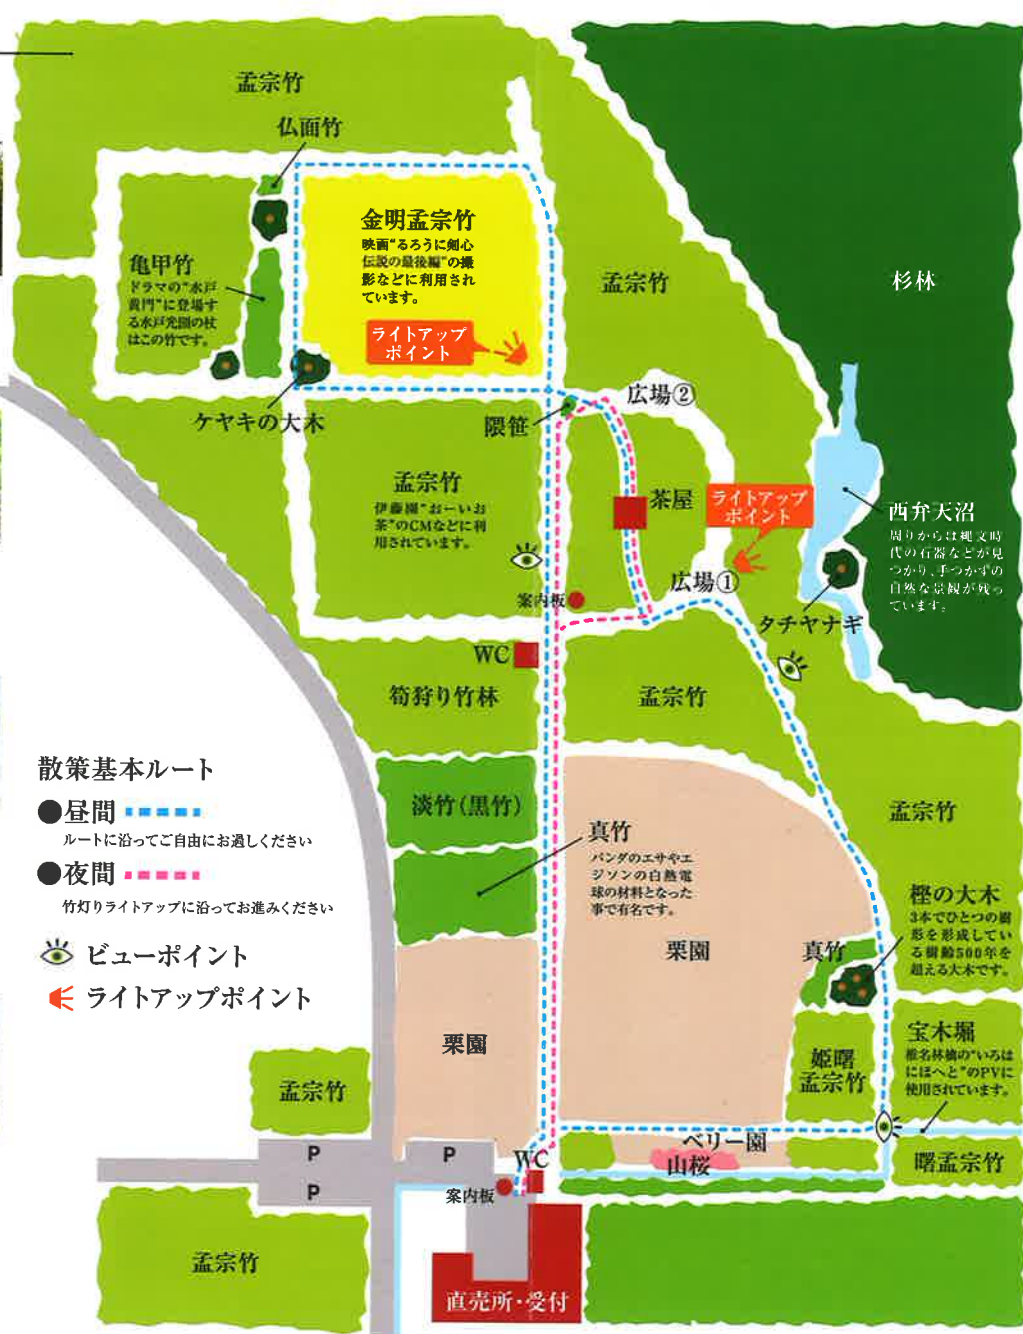 孟宗竹
仏面竹
金明孟宗竹
映画“るろうに剣心
伝説の最後編”の撮
影などに利用され
ています。
亀甲竹
ドラマの“水戸
黄門”に登場す
る水戸光圀の杖
はこの竹です。
孟宗竹
杉林
ライトアップ
ポイント
広場②
ケヤキの大木
隈笹
孟宗竹
伊藤園“おーいお
茶”のCMなどに利
用されています。
茶屋
ライトアップ
ポイント
西弁天沼
周りからは縄文時
代の石器などが見
つかり、手つかずの
自然な景観が残っ
ています。
広場①
案内板
タチヤナギ
WC
筍狩り竹林
孟宗竹
散策基本ルート
●昼間
ルートに沿ってご自由にお過しください
●夜間
竹灯りライトアップに沿ってお進みください
ビューポイント
ライトアップポイント
淡竹(黒竹)
真竹
パンダのエサやエ
ジソンの白熱電
球の材料となった
事で有名です。
孟宗竹
樫の大木
3本でひとつの樹
形を形成してい
る樹齢500年を
超える大木です。
栗園
真竹
栗園
宝木堀
椎名林檎の“いろは
にほへと”のPVに
使用されています。
姫曙
孟宗竹
孟宗竹
ベリー園
山桜
曙孟宗竹
P
P
P
WC
案内板
孟宗竹
直売所・受付